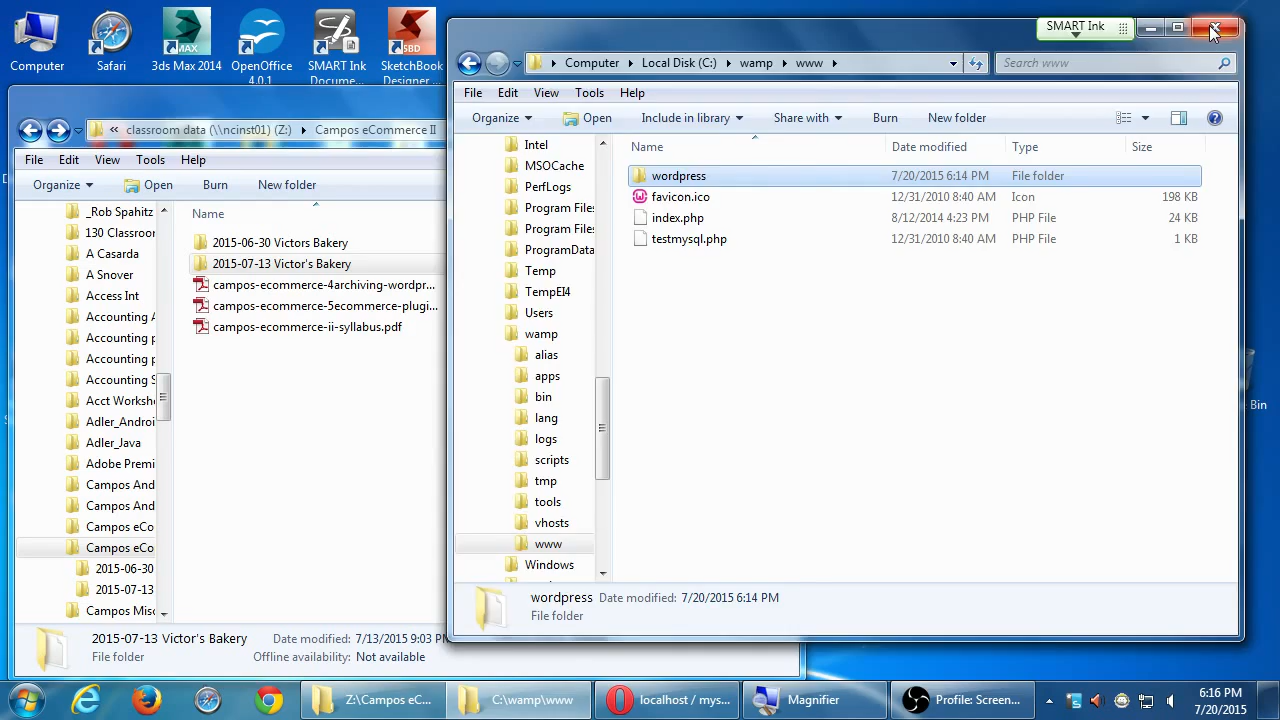 Computer
Safari
3ds Max 2014
OpenOffice 4.0.1
SMART Ink Docume...
SketchBook Designer ...
MAX
SBD
SMART Ink
Computer Local Disk (C:) wamp www
Search www
File Edit View Tools Help
Organize Open Include in library Share with Burn New folder
Intel
MSOCache
PerfLogs
Program Files
Program Files
ProgramData
Temp
TempEI4
Users
wamp
alias
apps
bin
lang
logs
scripts
tmp
tools
vhosts
www
Windows
Name Date modified Type Size
wordpress 7/20/2015 6:14 PM File folder
favicon.ico 12/31/2010 8:40 AM Icon 198 KB
index.php 8/12/2014 4:23 PM PHP File 24 KB
testmysql.php 12/31/2010 8:40 AM PHP File 1 KB
wordpress Date modified: 7/20/2015 6:14 PM
File folder
« classroom data (\\ncinst01) (Z:) Campos eCommerce II
File Edit View Tools Help
Organize Open Burn New folder
_Rob Spahitz
130 Classroo
A Casarda
A Snover
Access Int
Accounting A
Accounting p
Accounting p
Accounting S
Acct Worksh
Adler_Androi
Adler_Java
Adobe Premi
Campos And
Campos And
Campos eCo
Campos eCo
2015-06-30
2015-07-13
Campos Misc
Name
2015-06-30 Victors Bakery
2015-07-13 Victor's Bakery
campos-ecommerce-4archiving-wordpr...
campos-ecommerce-5ecommerce-plugi...
campos-ecommerce-ii-syllabus.pdf
2015-07-13 Victor's Bakery Date modified: 7/13/2015 9:03 PM
File folder Offline availability: Not available
Bin
Z:\Campos eC... C:\wamp\www localhost / mys... Magnifier Profile: Screen...
6:16 PM
7/20/2015